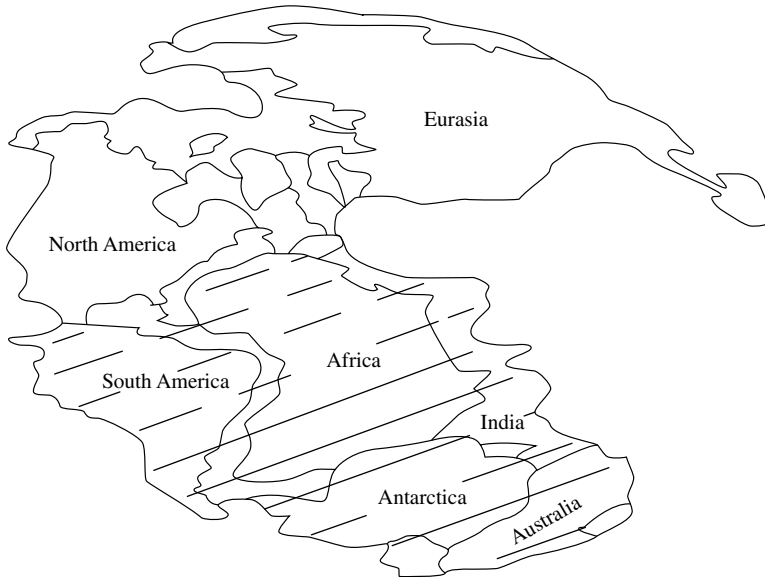 Eurasia
North America
Africa
South America
India
Antarctica
Australia